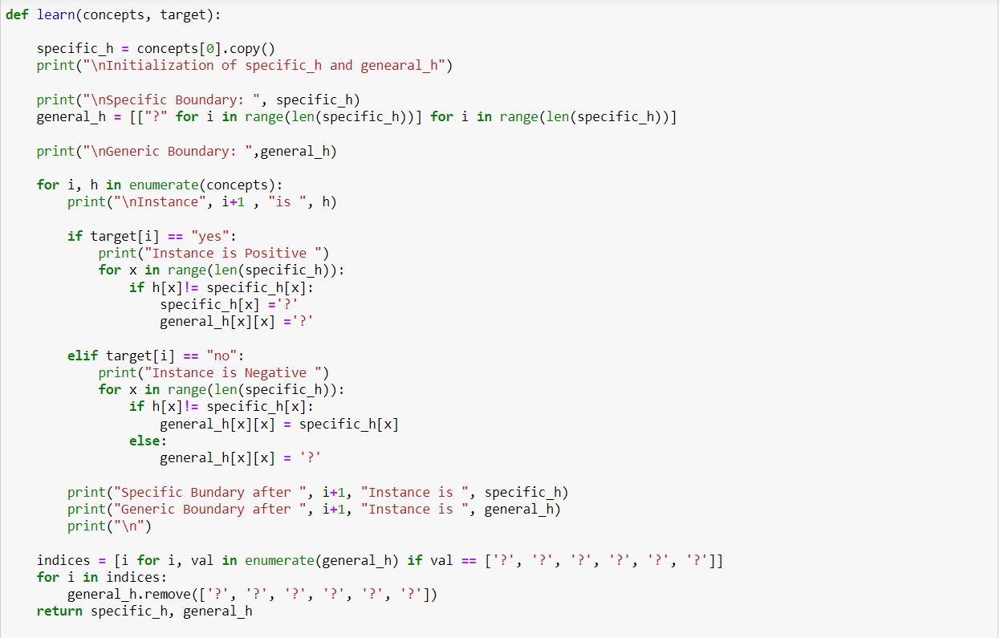 def learn(concepts, target):
    specific_h = concepts[0].copy()
    print("\nInitialization of specific_h and genearal_h")
    print("\nSpecific Boundary: ", specific_h)
    general_h = [["?" for i in range(len(specific_h))] for i in range(len(specific_h))]
    print("\nGeneric Boundary: ",general_h)
    for i, h in enumerate(concepts):
        print("\nInstance", i+1 , "is ", h)
        if target[i] == "yes":
            print("Instance is Positive ")
            for x in range(len(specific_h)):
                if h[x]!= specific_h[x]:
                    specific_h[x] ='?'
                    general_h[x][x] ='?'
        elif target[i] == "no":
            print("Instance is Negative ")
            for x in range(len(specific_h)):
                if h[x]!= specific_h[x]:
                    general_h[x][x] = specific_h[x]
                else:
                    general_h[x][x] = '?'
        print("Specific Bundary after ", i+1, "Instance is ", specific_h)
        print("Generic Boundary after ", i+1, "Instance is ", general_h)
        print("\n")
    indices = [i for i, val in enumerate(general_h) if val == ['?', '?', '?', '?', '?', '?']]
    for i in indices:
        general_h.remove(['?', '?', '?', '?', '?', '?'])
    return specific_h, general_h